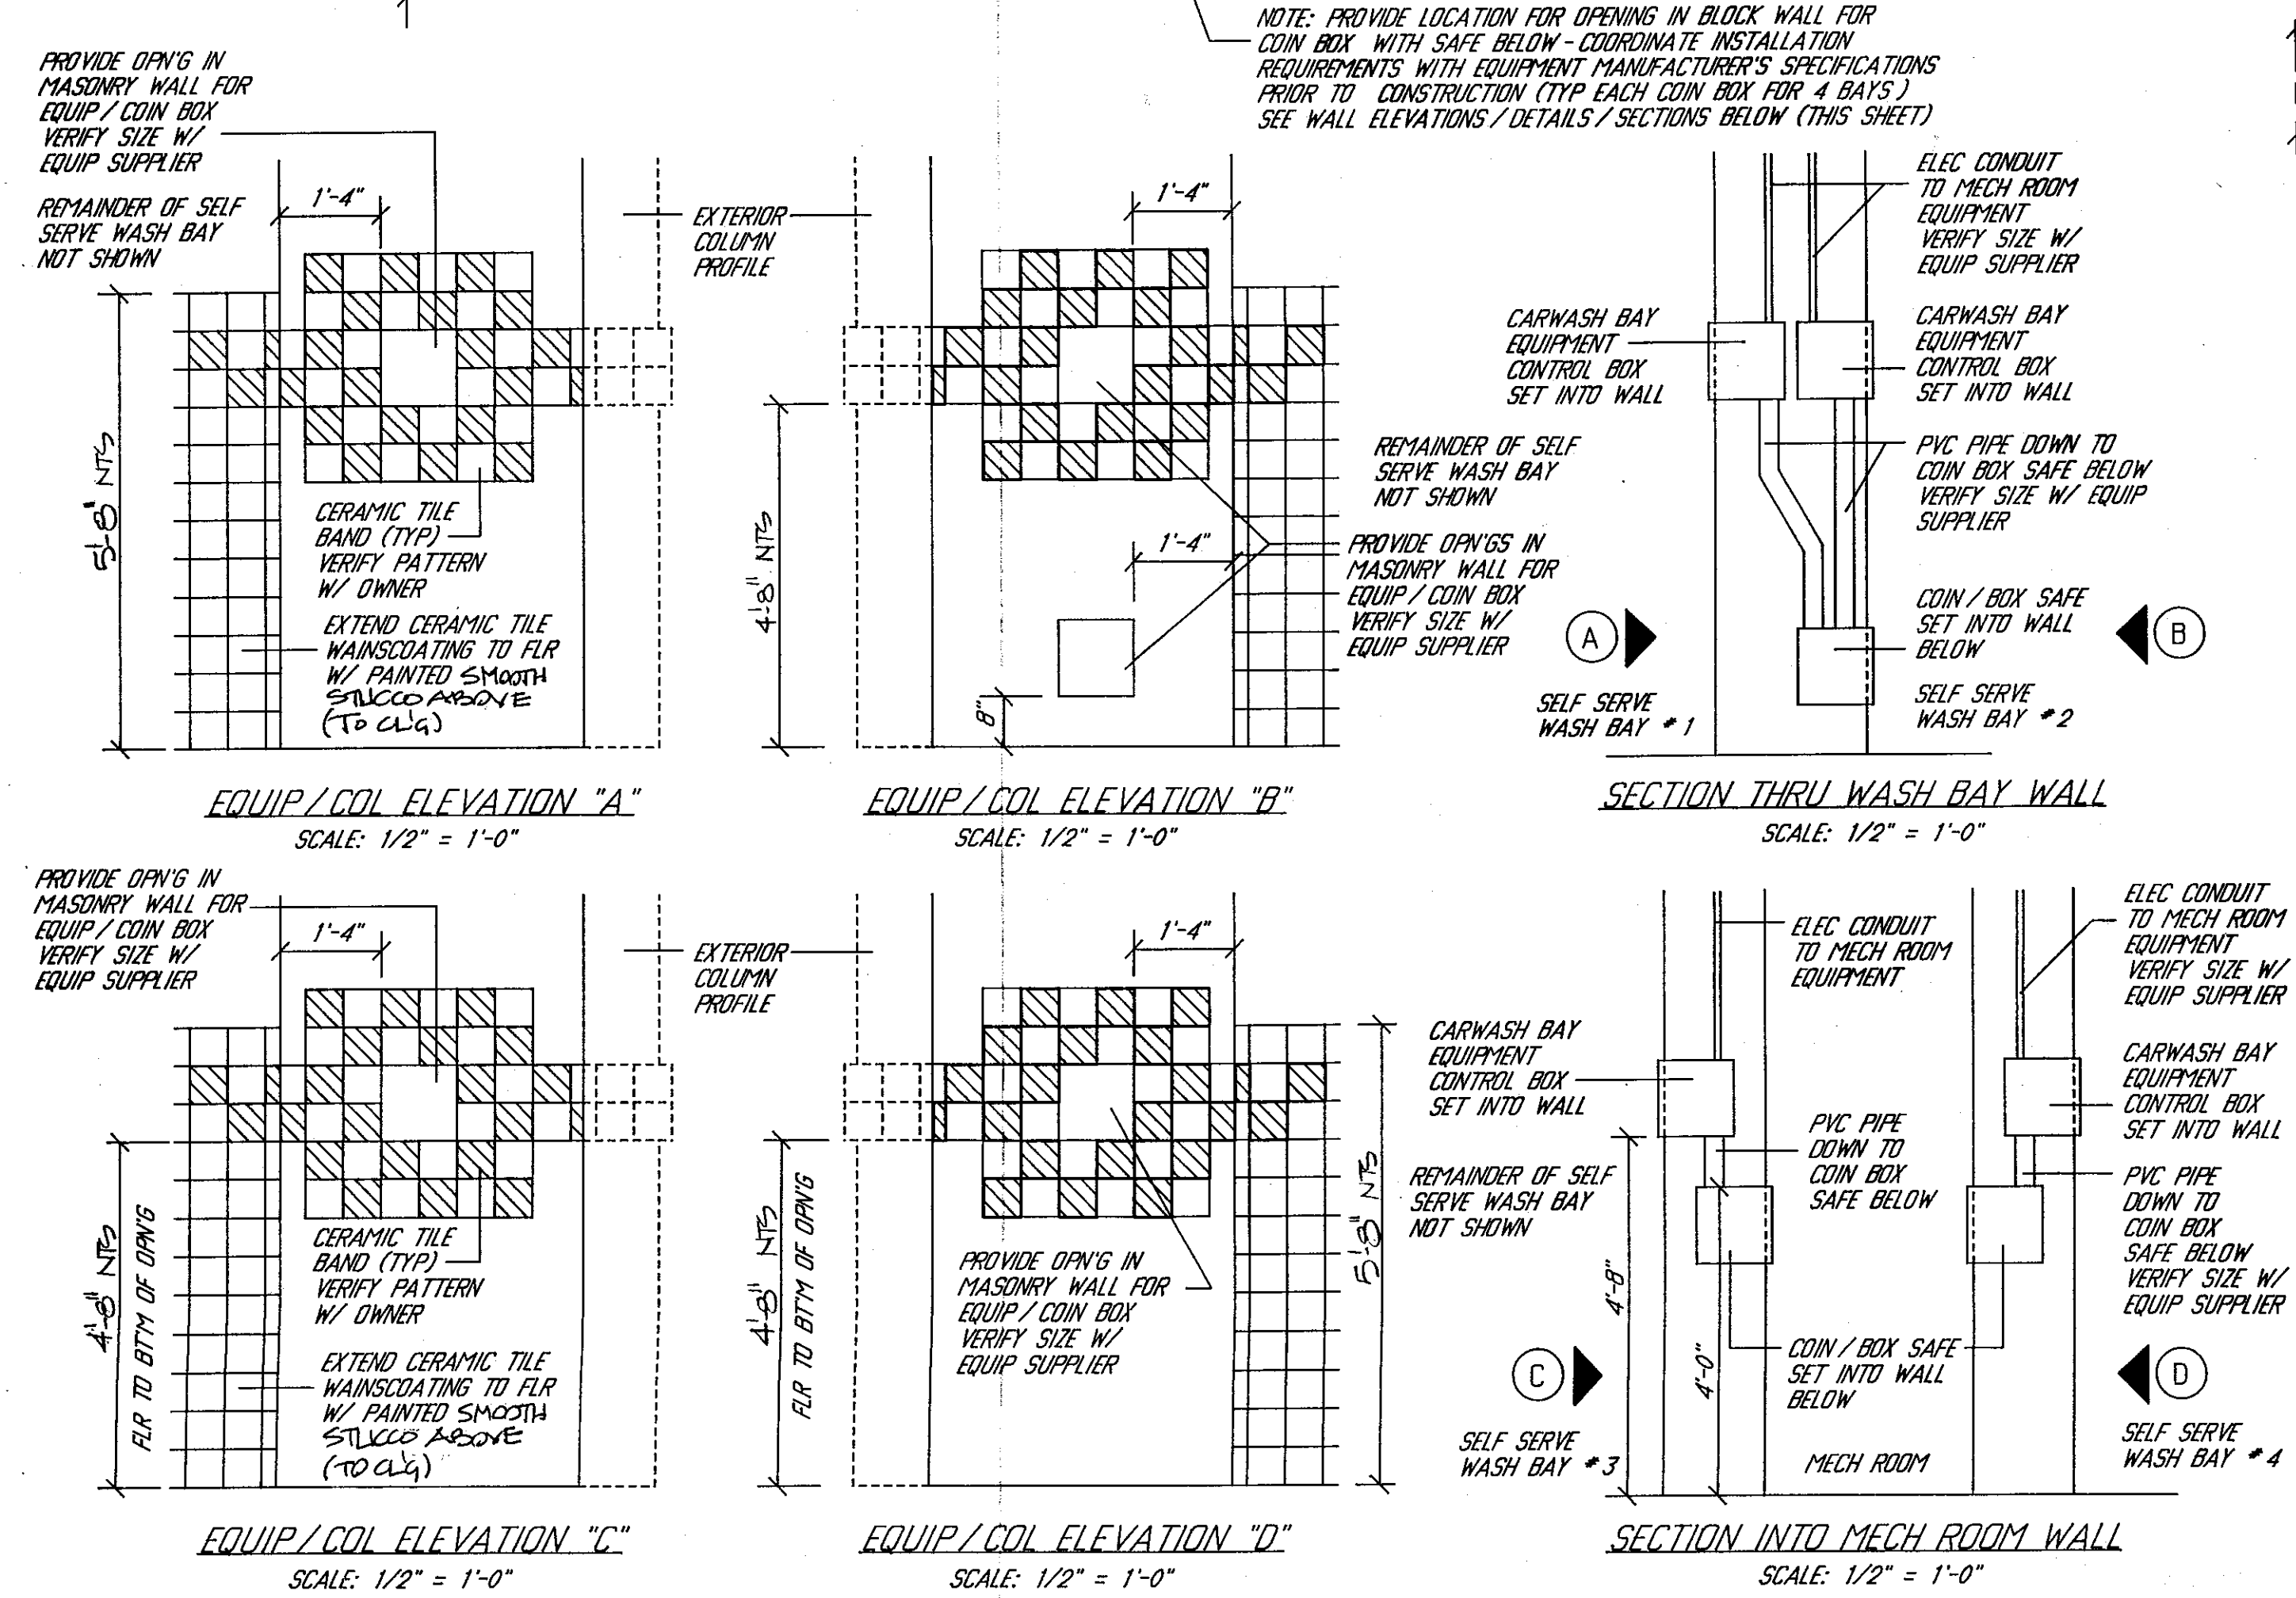 NOTE: PROVIDE LOCATION FOR OPENING IN BLOCK WALL FOR
COIN BOX WITH SAFE BELOW - COORDINATE INSTALLATION
REQUIREMENTS WITH EQUIPMENT MANUFACTURER'S SPECIFICATIONS
PRIOR TO CONSTRUCTION (TYP EACH COIN BOX FOR 4 BAYS)
SEE WALL ELEVATIONS / DETAILS / SECTIONS BELOW (THIS SHEET)
PROVIDE OPN'G IN
MASONRY WALL FOR
EQUIP / COIN BOX
VERIFY SIZE W/
EQUIP SUPPLIER
REMAINDER OF SELF
SERVE WASH BAY
NOT SHOWN
1'-4"
5'-8" NTS
CERAMIC TILE
BAND (TYP)
VERIFY PATTERN
W/ OWNER
EXTEND CERAMIC TILE
WAINSCOATING TO FLR
W/ PAINTED SMOOTH
STUCCO ABOVE
(TO CL'G)
EQUIP/COL ELEVATION "A"
SCALE: 1/2" = 1'-0"
EXTERIOR
COLUMN
PROFILE
1'-4"
4'-8" NTS
8"
1'-4"
REMAINDER OF SELF
SERVE WASH BAY
NOT SHOWN
PROVIDE OPN'GS IN
MASONRY WALL FOR
EQUIP / COIN BOX
VERIFY SIZE W/
EQUIP SUPPLIER
EQUIP/COL ELEVATION "B"
SCALE: 1/2" = 1'-0"
ELEC CONDUIT
TO MECH ROOM
EQUIPMENT
VERIFY SIZE W/
EQUIP SUPPLIER
CARWASH BAY
EQUIPMENT
CONTROL BOX
SET INTO WALL
CARWASH BAY
EQUIPMENT
CONTROL BOX
SET INTO WALL
PVC PIPE DOWN TO
COIN BOX SAFE BELOW
VERIFY SIZE W/ EQUIP
SUPPLIER
COIN / BOX SAFE
SET INTO WALL
BELOW
A
B
SELF SERVE
WASH BAY #1
SELF SERVE
WASH BAY #2
SECTION THRU WASH BAY WALL
SCALE: 1/2" = 1'-0"
PROVIDE OPN'G IN
MASONRY WALL FOR
EQUIP / COIN BOX
VERIFY SIZE W/
EQUIP SUPPLIER
1'-4"
4'-8" NTS
FLR TO BTM OF OPN'G
CERAMIC TILE
BAND (TYP)
VERIFY PATTERN
W/ OWNER
EXTEND CERAMIC TILE
WAINSCOATING TO FLR
W/ PAINTED SMOOTH
STUCCO ABOVE
(TO CL'G)
EQUIP/COL ELEVATION "C"
SCALE: 1/2" = 1'-0"
EXTERIOR
COLUMN
PROFILE
1'-4"
4'-8" NTS
FLR TO BTM OF OPN'G
PROVIDE OPN'G IN
MASONRY WALL FOR
EQUIP / COIN BOX
VERIFY SIZE W/
EQUIP SUPPLIER
5'-8" NTS
REMAINDER OF SELF
SERVE WASH BAY
NOT SHOWN
EQUIP/COL ELEVATION "D"
SCALE: 1/2" = 1'-0"
ELEC CONDUIT
TO MECH ROOM
EQUIPMENT
ELEC CONDUIT
TO MECH ROOM
EQUIPMENT
VERIFY SIZE W/
EQUIP SUPPLIER
CARWASH BAY
EQUIPMENT
CONTROL BOX
SET INTO WALL
CARWASH BAY
EQUIPMENT
CONTROL BOX
SET INTO WALL
PVC PIPE
DOWN TO
COIN BOX
SAFE BELOW
PVC PIPE
DOWN TO
COIN BOX
SAFE BELOW
VERIFY SIZE W/
EQUIP SUPPLIER
4'-8"
4'-0"
COIN / BOX SAFE
SET INTO WALL
BELOW
C
D
SELF SERVE
WASH BAY #3
MECH ROOM
SELF SERVE
WASH BAY #4
SECTION INTO MECH ROOM WALL
SCALE: 1/2" = 1'-0"